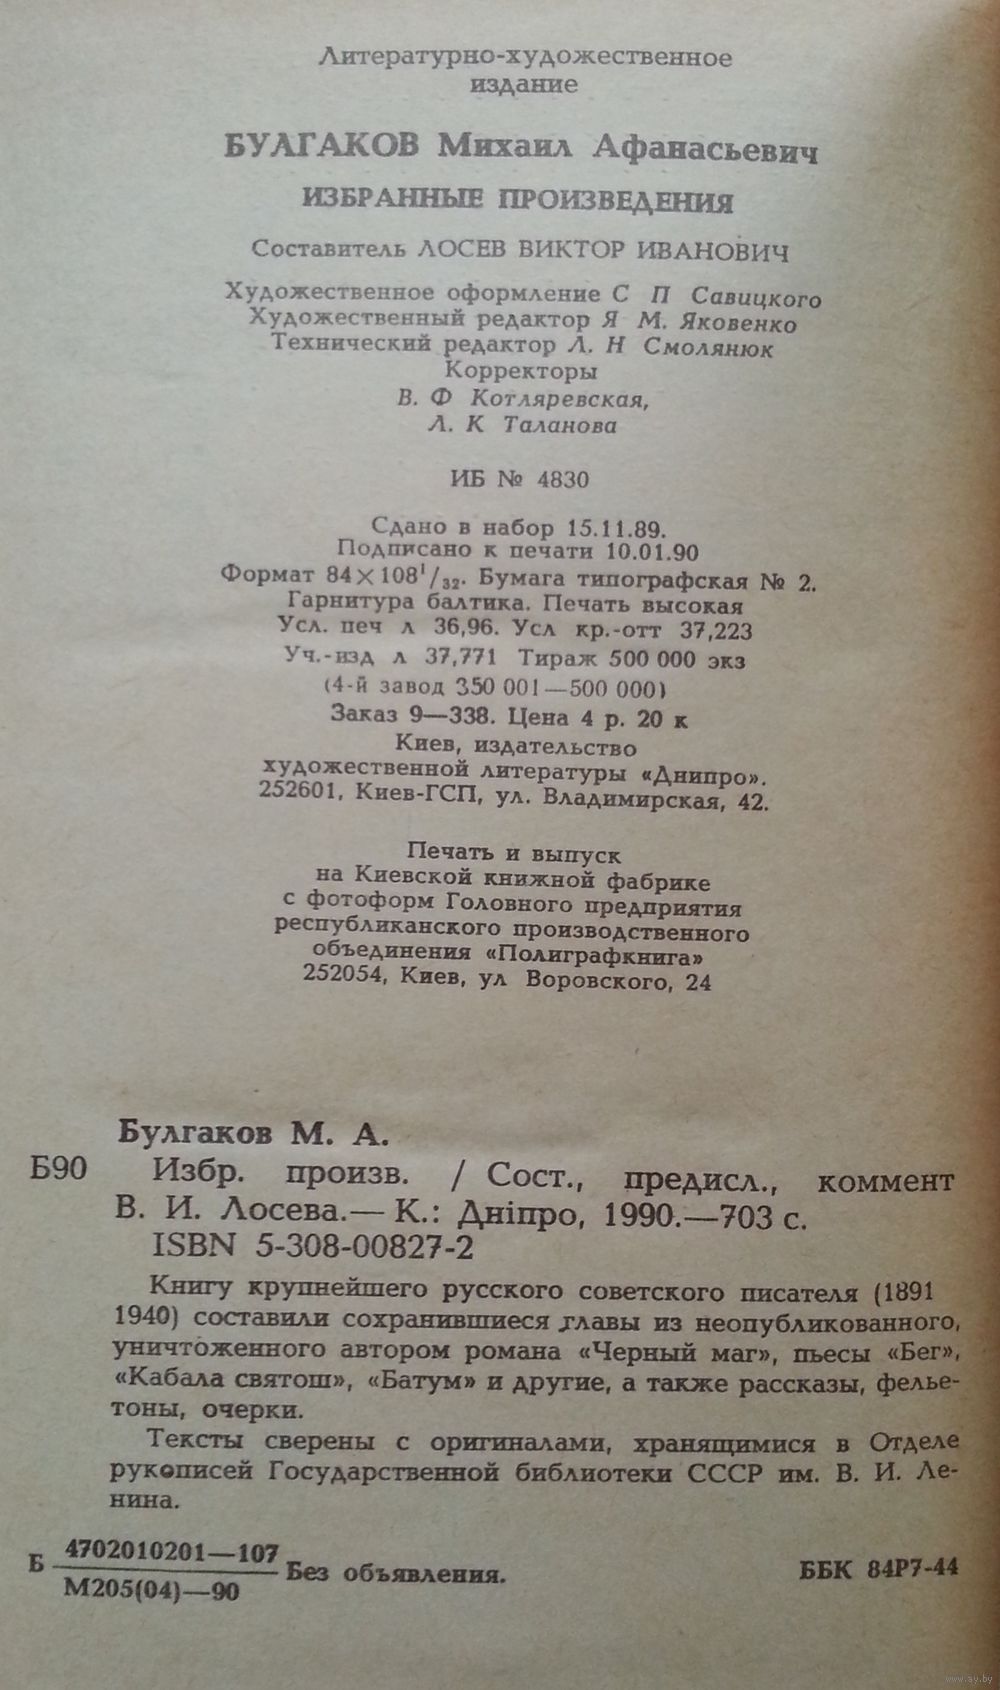 Литературно-художественное
издание
БУЛГАКОВ Михаил Афанасьевич
ИЗБРАННЫЕ ПРОИЗВЕДЕНИЯ
Составитель ЛОСЕВ ВИКТОР ИВАНОВИЧ
Художественное оформление С П Савицкого
Художественный редактор Я М. Яковенко
Технический редактор Л. Н Смолянюк
Корректоры
В. Ф Котляревская,
Л. К Таланова
ИБ № 4830
Сдано в набор 15.11.89.
Подписано к печати 10.01.90
Формат 84×108¹/₃₂. Бумага типографская № 2.
Гарнитура балтика. Печать высокая
Усл. печ л 36,96. Усл кр.-отт 37,223
Уч.-изд л 37,771 Тираж 500 000 экз
(4-й завод 350 001—500 000)
Заказ 9—338. Цена 4 р. 20 к
Киев, издательство
художественной литературы «Днипро».
252601, Киев-ГСП, ул. Владимирская, 42.
Печать и выпуск
на Киевской книжной фабрике
с фотоформ Головного предприятия
республиканского производственного
объединения «Полиграфкнига»
252054, Киев, ул Воровского, 24
Булгаков М. А.
Б90 Избр. произв. / Сост., предисл., коммент
В. И. Лосева.— К.: Дніпро, 1990.—703 с.
ISBN 5-308-00827-2
Книгу крупнейшего русского советского писателя (1891
1940) составили сохранившиеся главы из неопубликованного,
уничтоженного автором романа «Черный маг», пьесы «Бег»,
«Кабала святош», «Батум» и другие, а также рассказы, фелье-
тоны, очерки.
Тексты сверены с оригиналами, хранящимися в Отделе
рукописей Государственной библиотеки СССР им. В. И. Ле-
нина.
Б 4702010201—107
М205(04)—90 Без объявления. ББК 84Р7-44
www.ay.by